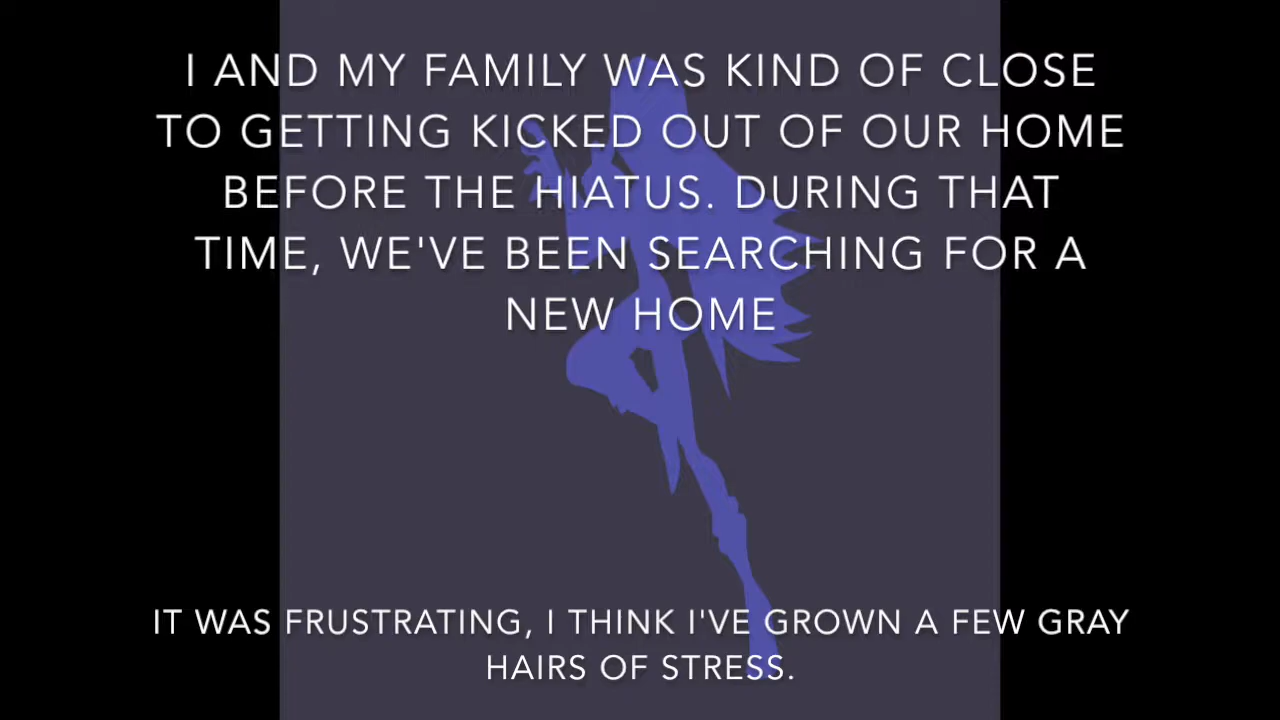 I AND MY FAMILY WAS KIND OF CLOSE
TO GETTING KICKED OUT OF OUR HOME
BEFORE THE HIATUS. DURING THAT
TIME, WE'VE BEEN SEARCHING FOR A
NEW HOME
IT WAS FRUSTRATING, I THINK I'VE GROWN A FEW GRAY
HAIRS OF STRESS.